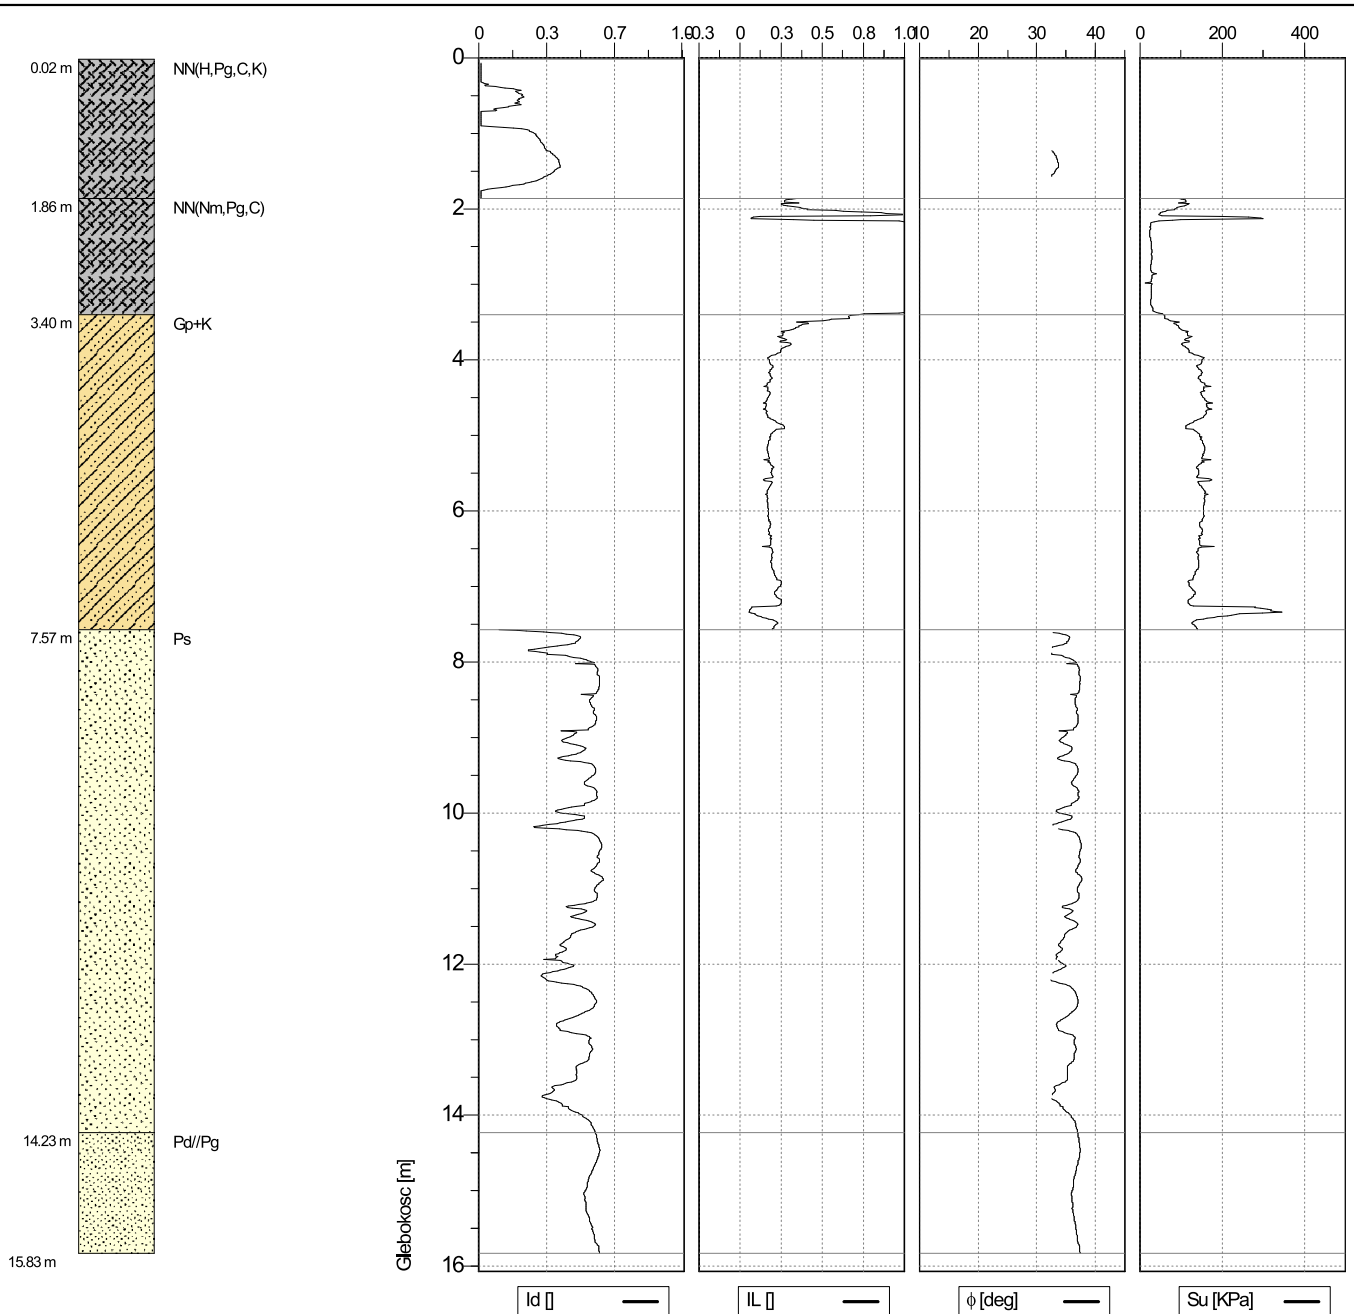 0 0.3 0.7 1.0
-0.3 0 0.3 0.5 0.8 1.0
10 20 30 40
0 200 400
0
0.02 m NN(H,Pg,C,K)
1.86 m NN(Nm,Pg,C)
2
3.40 m Gp+K
4
6
7.57 m Ps
8
10
12
14
14.23 m Pd//Pg
15.83 m
16
Glebokosc [m]
Id []
IL []
ϕ [deg]
Su [KPa]